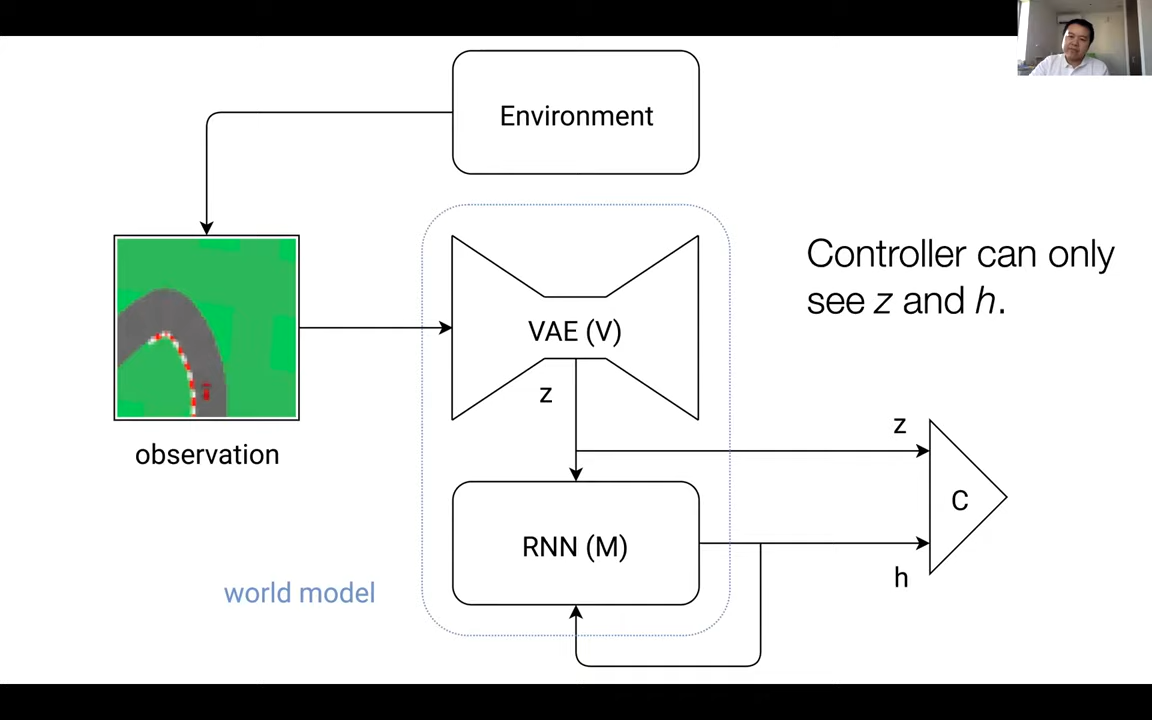 Environment
Controller can only
see z and h.
VAE (V)
z
z
observation
C
RNN (M)
h
world model